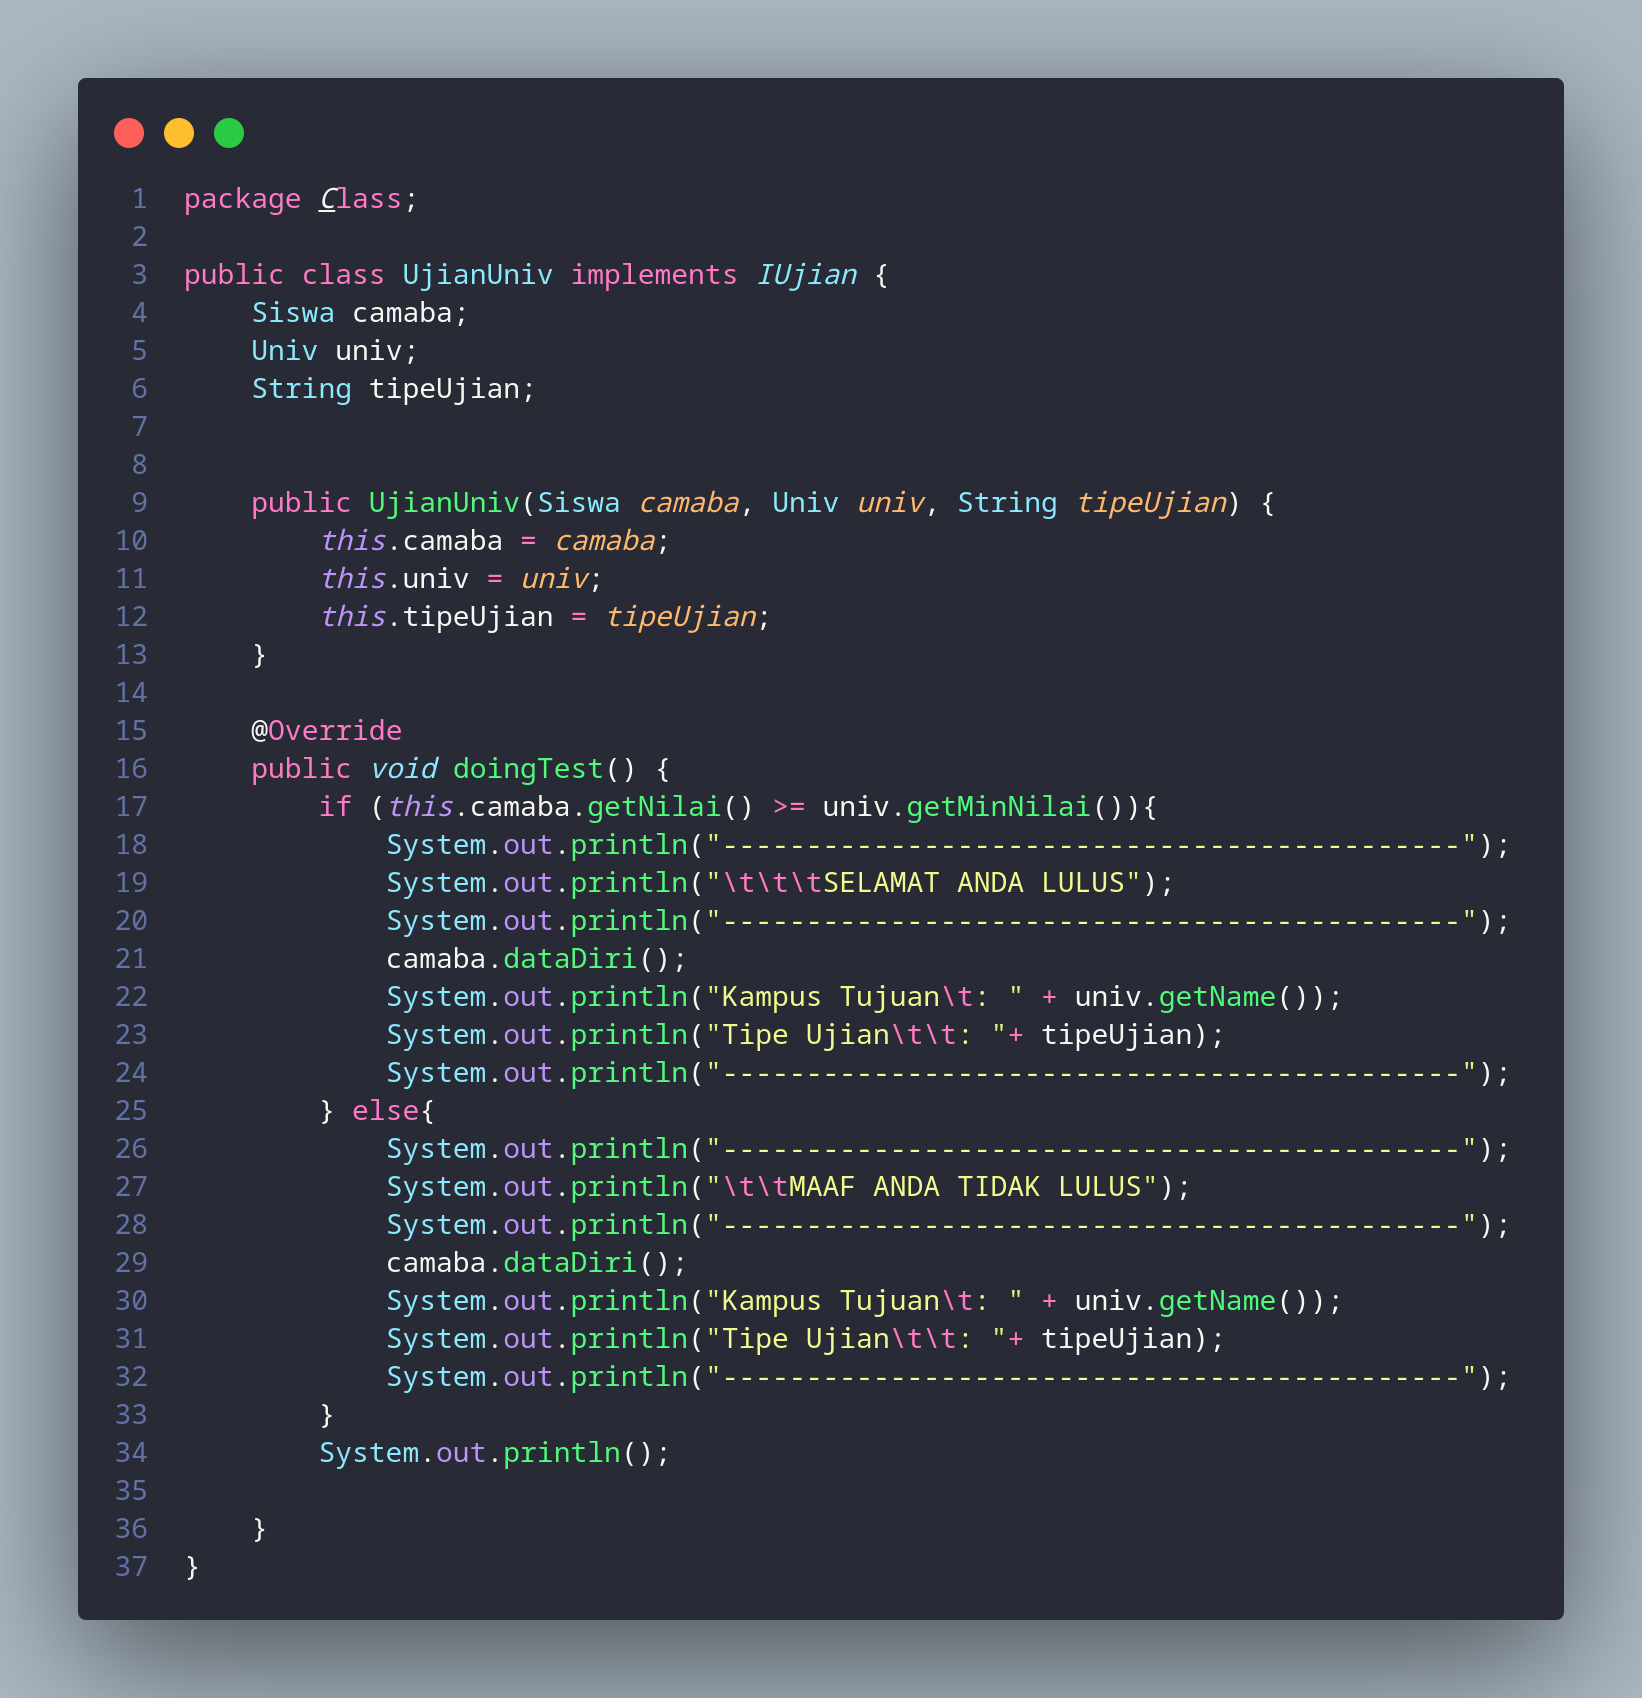 1 package Class;
2
3 public class UjianUniv implements IUjian {
4     Siswa camaba;
5     Univ univ;
6     String tipeUjian;
7
8
9     public UjianUniv(Siswa camaba, Univ univ, String tipeUjian) {
10         this.camaba = camaba;
11         this.univ = univ;
12         this.tipeUjian = tipeUjian;
13     }
14
15     @Override
16     public void doingTest() {
17         if (this.camaba.getNilai() >= univ.getMinNilai()){
18             System.out.println("--------------------------------------------");
19             System.out.println("\t\t\tSELAMAT ANDA LULUS");
20             System.out.println("--------------------------------------------");
21             camaba.dataDiri();
22             System.out.println("Kampus Tujuan\t: " + univ.getName());
23             System.out.println("Tipe Ujian\t\t: "+ tipeUjian);
24             System.out.println("--------------------------------------------");
25         } else{
26             System.out.println("--------------------------------------------");
27             System.out.println("\t\tMAAF ANDA TIDAK LULUS");
28             System.out.println("--------------------------------------------");
29             camaba.dataDiri();
30             System.out.println("Kampus Tujuan\t: " + univ.getName());
31             System.out.println("Tipe Ujian\t\t: "+ tipeUjian);
32             System.out.println("--------------------------------------------");
33         }
34         System.out.println();
35
36     }
37 }